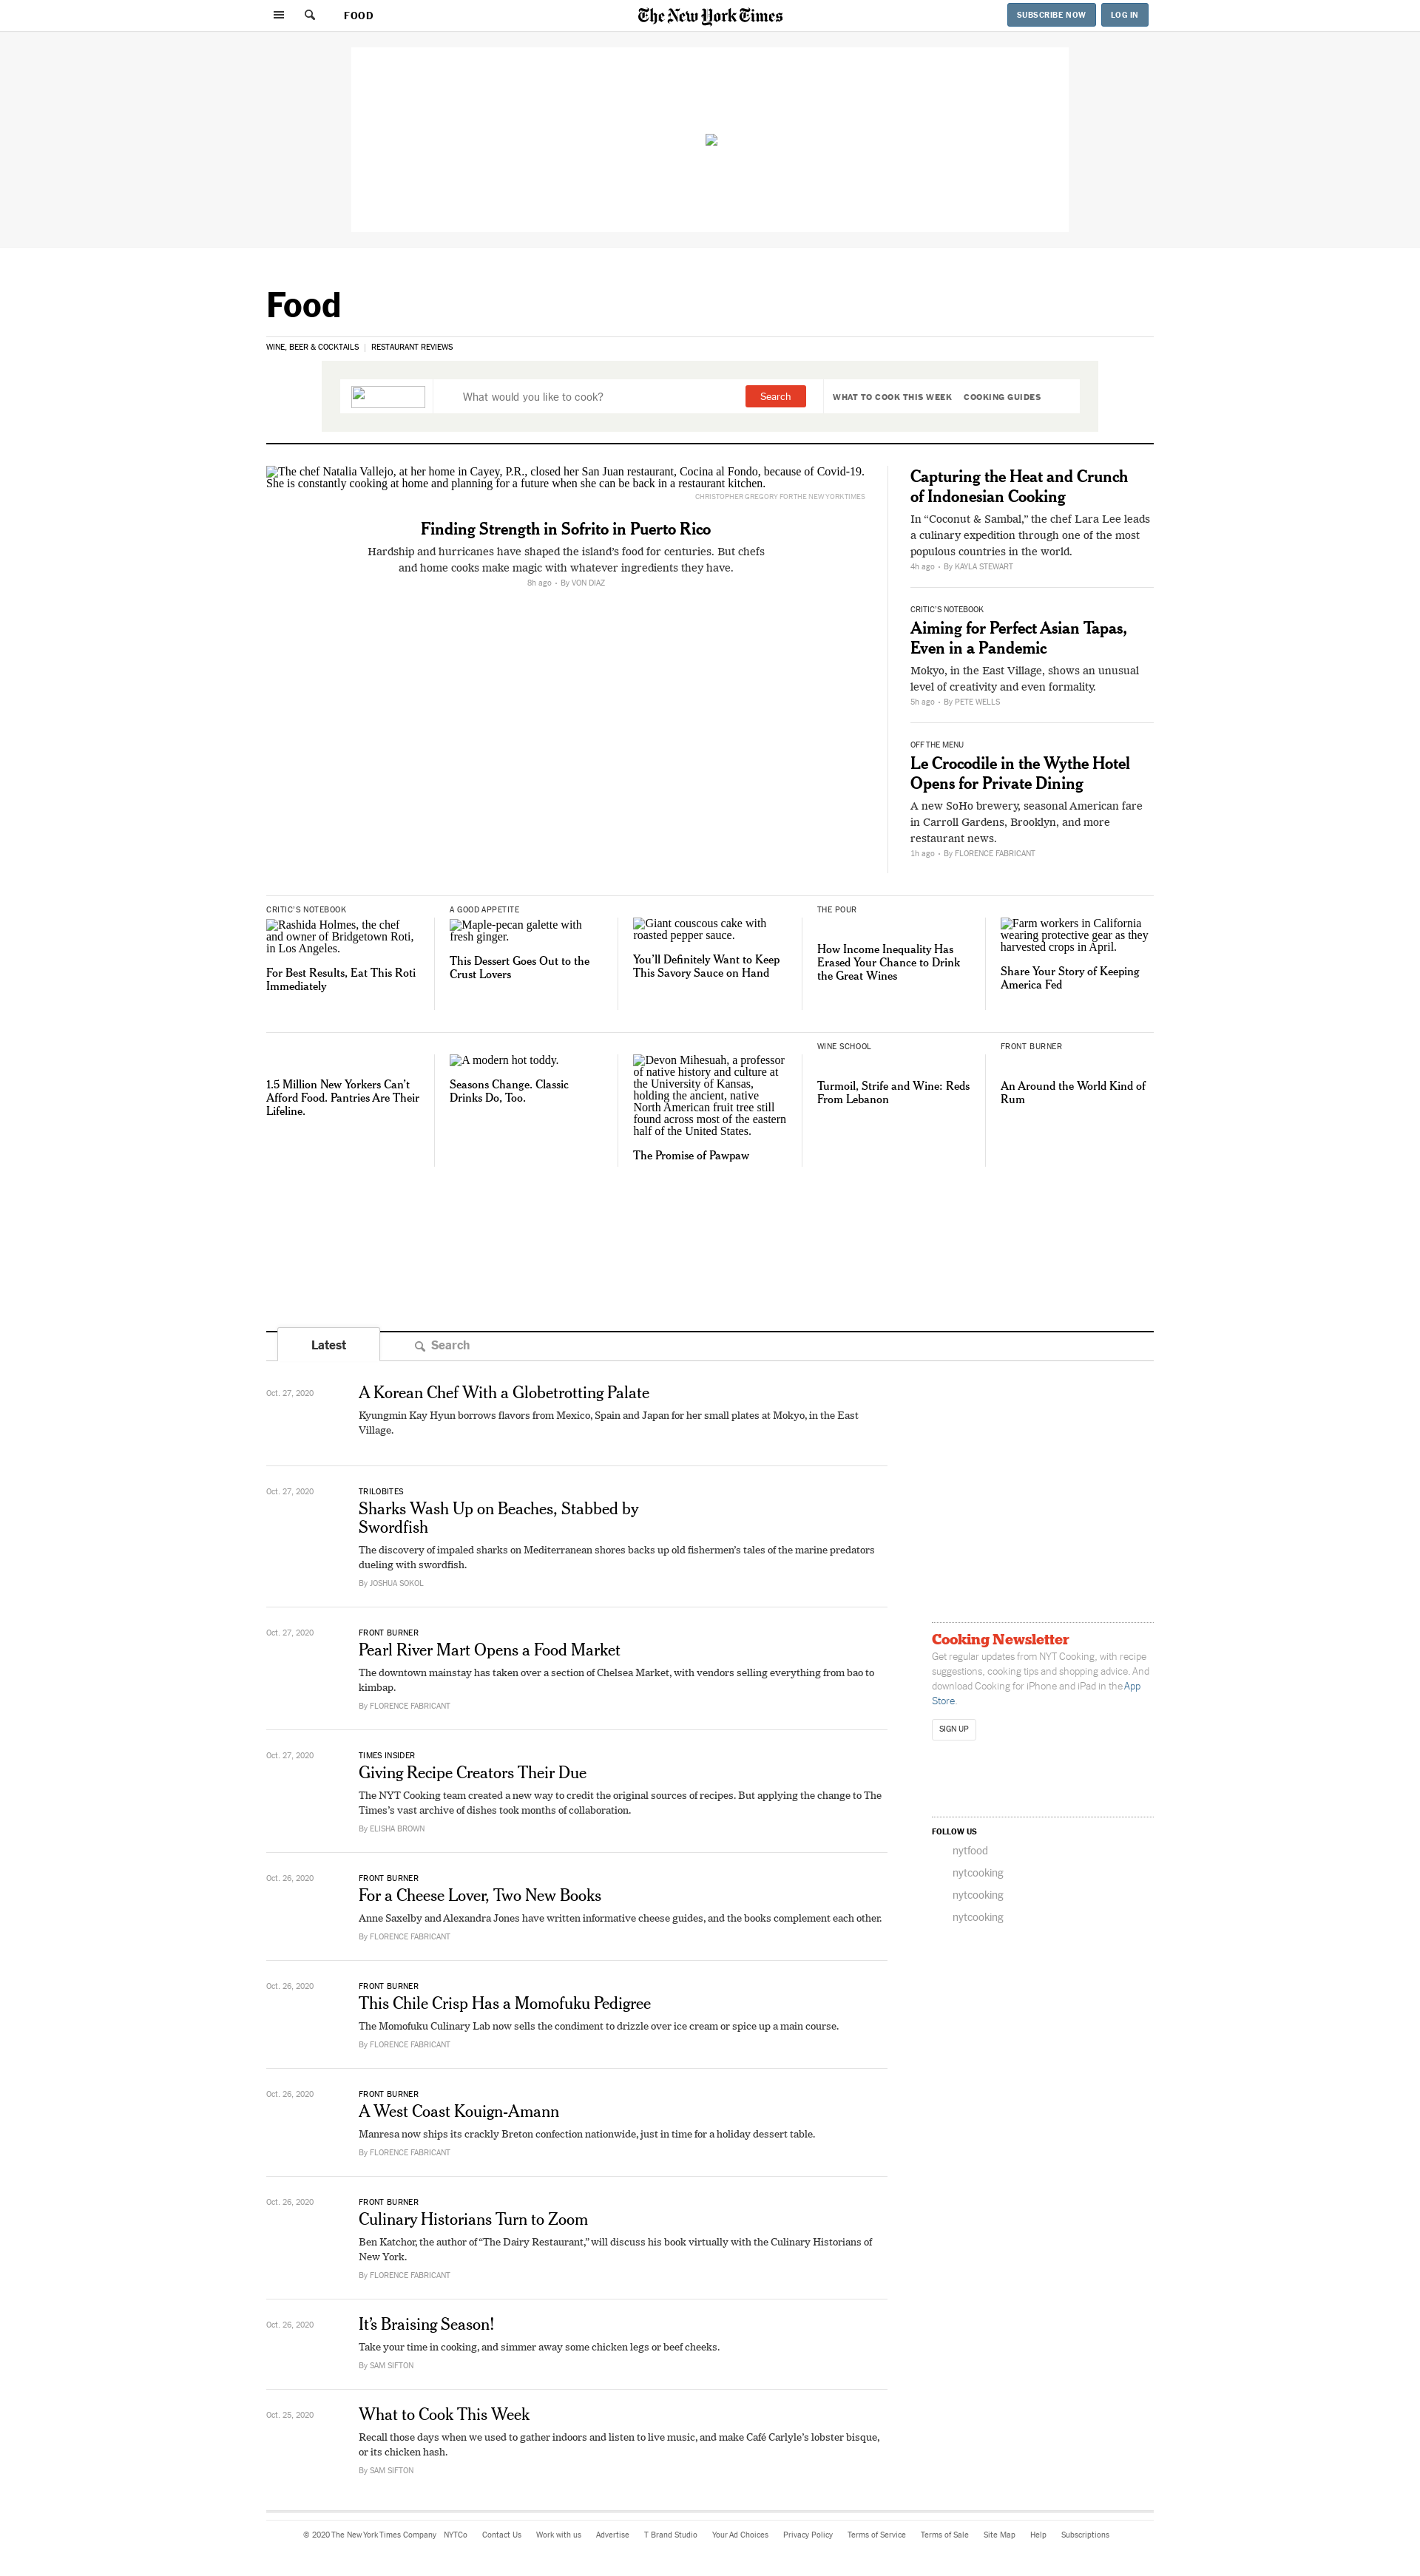 FOOD
The New York Times
SUBSCRIBE NOW
LOG IN
Food
WINE, BEER & COCKTAILS | RESTAURANT REVIEWS
What would you like to cook?
Search
WHAT TO COOK THIS WEEK
COOKING GUIDES
The chef Natalia Vallejo, at her home in Cayey, P.R., closed her San Juan restaurant, Cocina al Fondo, because of Covid-19.
She is constantly cooking at home and planning for a future when she can be back in a restaurant kitchen.
CHRISTOPHER GREGORY FOR THE NEW YORK TIMES
Finding Strength in Sofrito in Puerto Rico
Hardship and hurricanes have shaped the island’s food for centuries. But chefs
and home cooks make magic with whatever ingredients they have.
8h ago • By VON DIAZ
Capturing the Heat and Crunch
of Indonesian Cooking
In “Coconut & Sambal,” the chef Lara Lee leads
a culinary expedition through one of the most
populous countries in the world.
4h ago • By KAYLA STEWART
CRITIC’S NOTEBOOK
Aiming for Perfect Asian Tapas,
Even in a Pandemic
Mokyo, in the East Village, shows an unusual
level of creativity and even formality.
5h ago • By PETE WELLS
OFF THE MENU
Le Crocodile in the Wythe Hotel
Opens for Private Dining
A new SoHo brewery, seasonal American fare
in Carroll Gardens, Brooklyn, and more
restaurant news.
1h ago • By FLORENCE FABRICANT
CRITIC’S NOTEBOOK
Rashida Holmes, the chef
and owner of Bridgetown Roti,
in Los Angeles.
For Best Results, Eat This Roti
Immediately
A GOOD APPETITE
Maple-pecan galette with
fresh ginger.
This Dessert Goes Out to the
Crust Lovers
Giant couscous cake with
roasted pepper sauce.
You’ll Definitely Want to Keep
This Savory Sauce on Hand
THE POUR
How Income Inequality Has
Erased Your Chance to Drink
the Great Wines
Farm workers in California
wearing protective gear as they
harvested crops in April.
Share Your Story of Keeping
America Fed
1.5 Million New Yorkers Can’t
Afford Food. Pantries Are Their
Lifeline.
A modern hot toddy.
Seasons Change. Classic
Drinks Do, Too.
Devon Mihesuah, a professor
of native history and culture at
the University of Kansas,
holding the ancient, native
North American fruit tree still
found across most of the eastern
half of the United States.
The Promise of Pawpaw
WINE SCHOOL
Turmoil, Strife and Wine: Reds
From Lebanon
FRONT BURNER
An Around the World Kind of
Rum
Latest
Search
Oct. 27, 2020
A Korean Chef With a Globetrotting Palate
Kyungmin Kay Hyun borrows flavors from Mexico, Spain and Japan for her small plates at Mokyo, in the East
Village.
Oct. 27, 2020
TRILOBITES
Sharks Wash Up on Beaches, Stabbed by
Swordfish
The discovery of impaled sharks on Mediterranean shores backs up old fishermen’s tales of the marine predators
dueling with swordfish.
By JOSHUA SOKOL
Oct. 27, 2020
FRONT BURNER
Pearl River Mart Opens a Food Market
The downtown mainstay has taken over a section of Chelsea Market, with vendors selling everything from bao to
kimbap.
By FLORENCE FABRICANT
Oct. 27, 2020
TIMES INSIDER
Giving Recipe Creators Their Due
The NYT Cooking team created a new way to credit the original sources of recipes. But applying the change to The
Times’s vast archive of dishes took months of collaboration.
By ELISHA BROWN
Oct. 26, 2020
FRONT BURNER
For a Cheese Lover, Two New Books
Anne Saxelby and Alexandra Jones have written informative cheese guides, and the books complement each other.
By FLORENCE FABRICANT
Oct. 26, 2020
FRONT BURNER
This Chile Crisp Has a Momofuku Pedigree
The Momofuku Culinary Lab now sells the condiment to drizzle over ice cream or spice up a main course.
By FLORENCE FABRICANT
Oct. 26, 2020
FRONT BURNER
A West Coast Kouign-Amann
Manresa now ships its crackly Breton confection nationwide, just in time for a holiday dessert table.
By FLORENCE FABRICANT
Oct. 26, 2020
FRONT BURNER
Culinary Historians Turn to Zoom
Ben Katchor, the author of “The Dairy Restaurant,” will discuss his book virtually with the Culinary Historians of
New York.
By FLORENCE FABRICANT
Oct. 26, 2020
It’s Braising Season!
Take your time in cooking, and simmer away some chicken legs or beef cheeks.
By SAM SIFTON
Oct. 25, 2020
What to Cook This Week
Recall those days when we used to gather indoors and listen to live music, and make Café Carlyle’s lobster bisque,
or its chicken hash.
By SAM SIFTON
Cooking Newsletter
Get regular updates from NYT Cooking, with recipe
suggestions, cooking tips and shopping advice. And
download Cooking for iPhone and iPad in the App
Store.
SIGN UP
FOLLOW US
nytfood
nytcooking
nytcooking
nytcooking
© 2020 The New York Times Company NYTCo Contact Us Work with us Advertise T Brand Studio Your Ad Choices Privacy Policy Terms of Service Terms of Sale Site Map Help Subscriptions